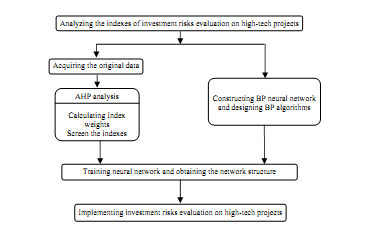 Analyzing the indexes of investment risks evaluation on high-tech projects
Acquiring the original data
AHP analysis
Calculating Index
weights
Screen the indexes
Constructing BP neural network
and designing BP algorithms
Training neural network and obtaining the network structure
Implementing investment risks evaluation on high-tech projects